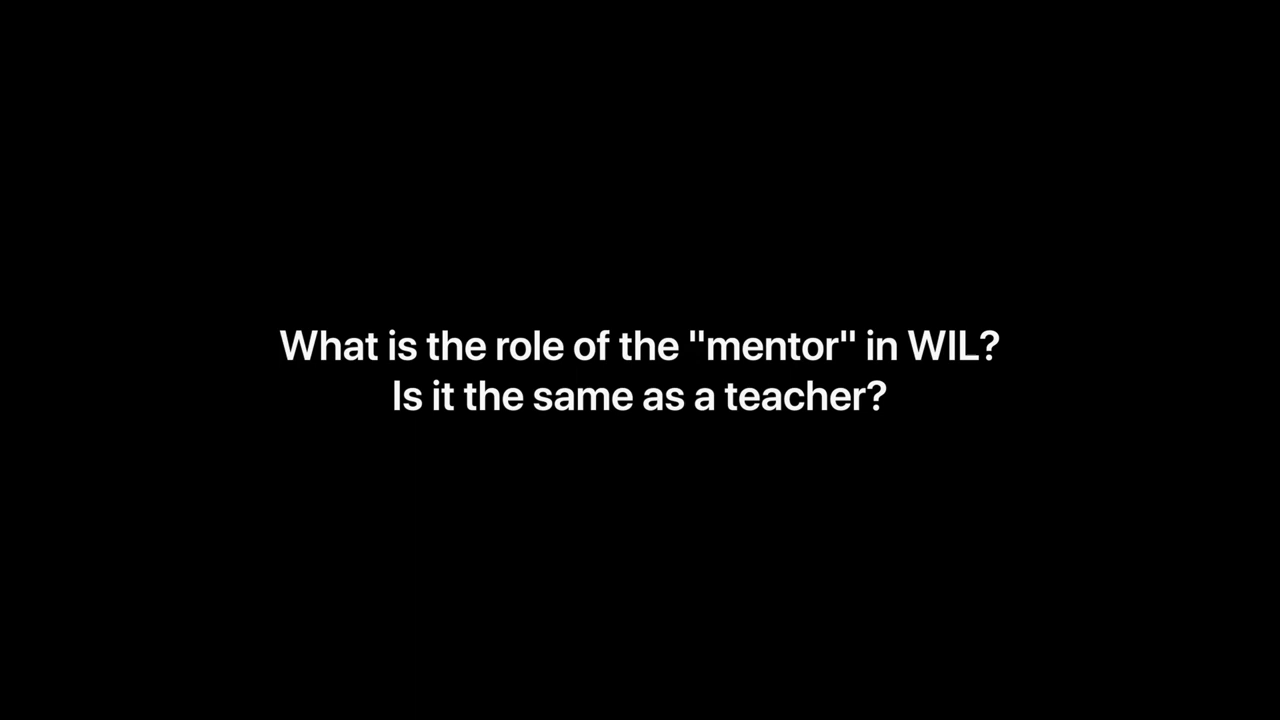 What is the role of the "mentor" in WIL?
Is it the same as a teacher?